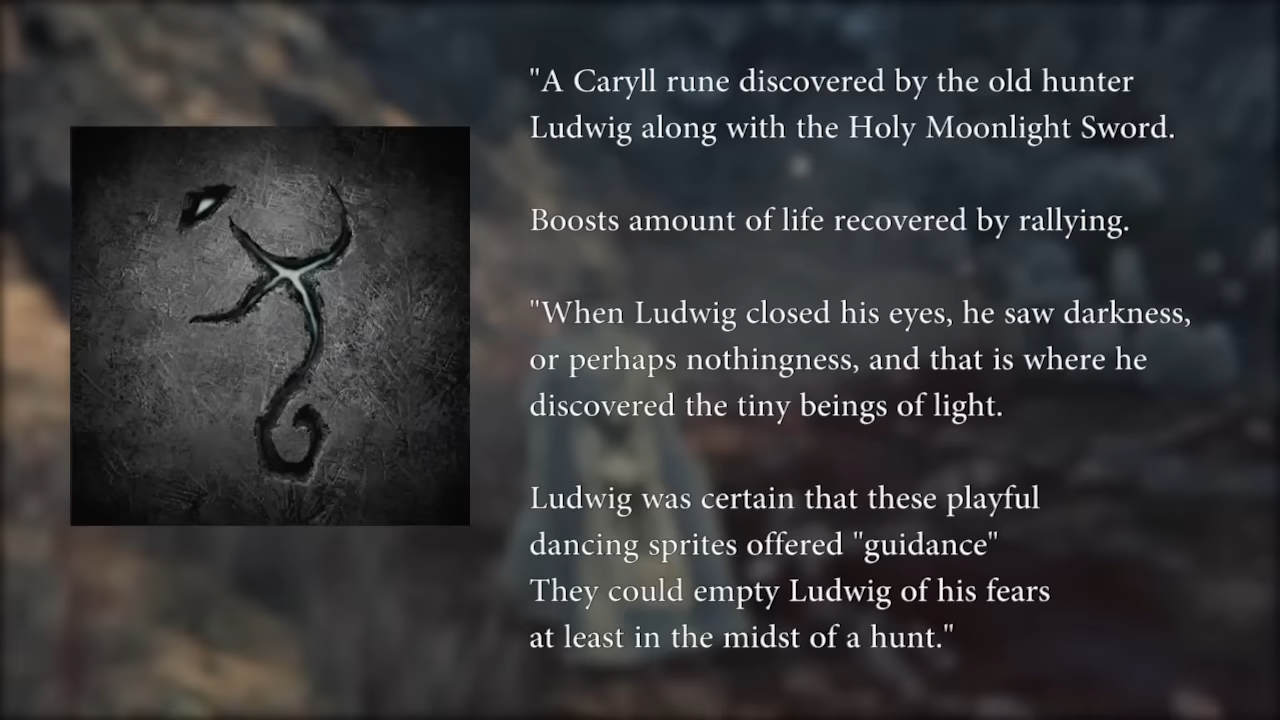 "A Caryll rune discovered by the old hunter
Ludwig along with the Holy Moonlight Sword.
Boosts amount of life recovered by rallying.
"When Ludwig closed his eyes, he saw darkness,
or perhaps nothingness, and that is where he
discovered the tiny beings of light.
Ludwig was certain that these playful
dancing sprites offered "guidance"
They could empty Ludwig of his fears
at least in the midst of a hunt."